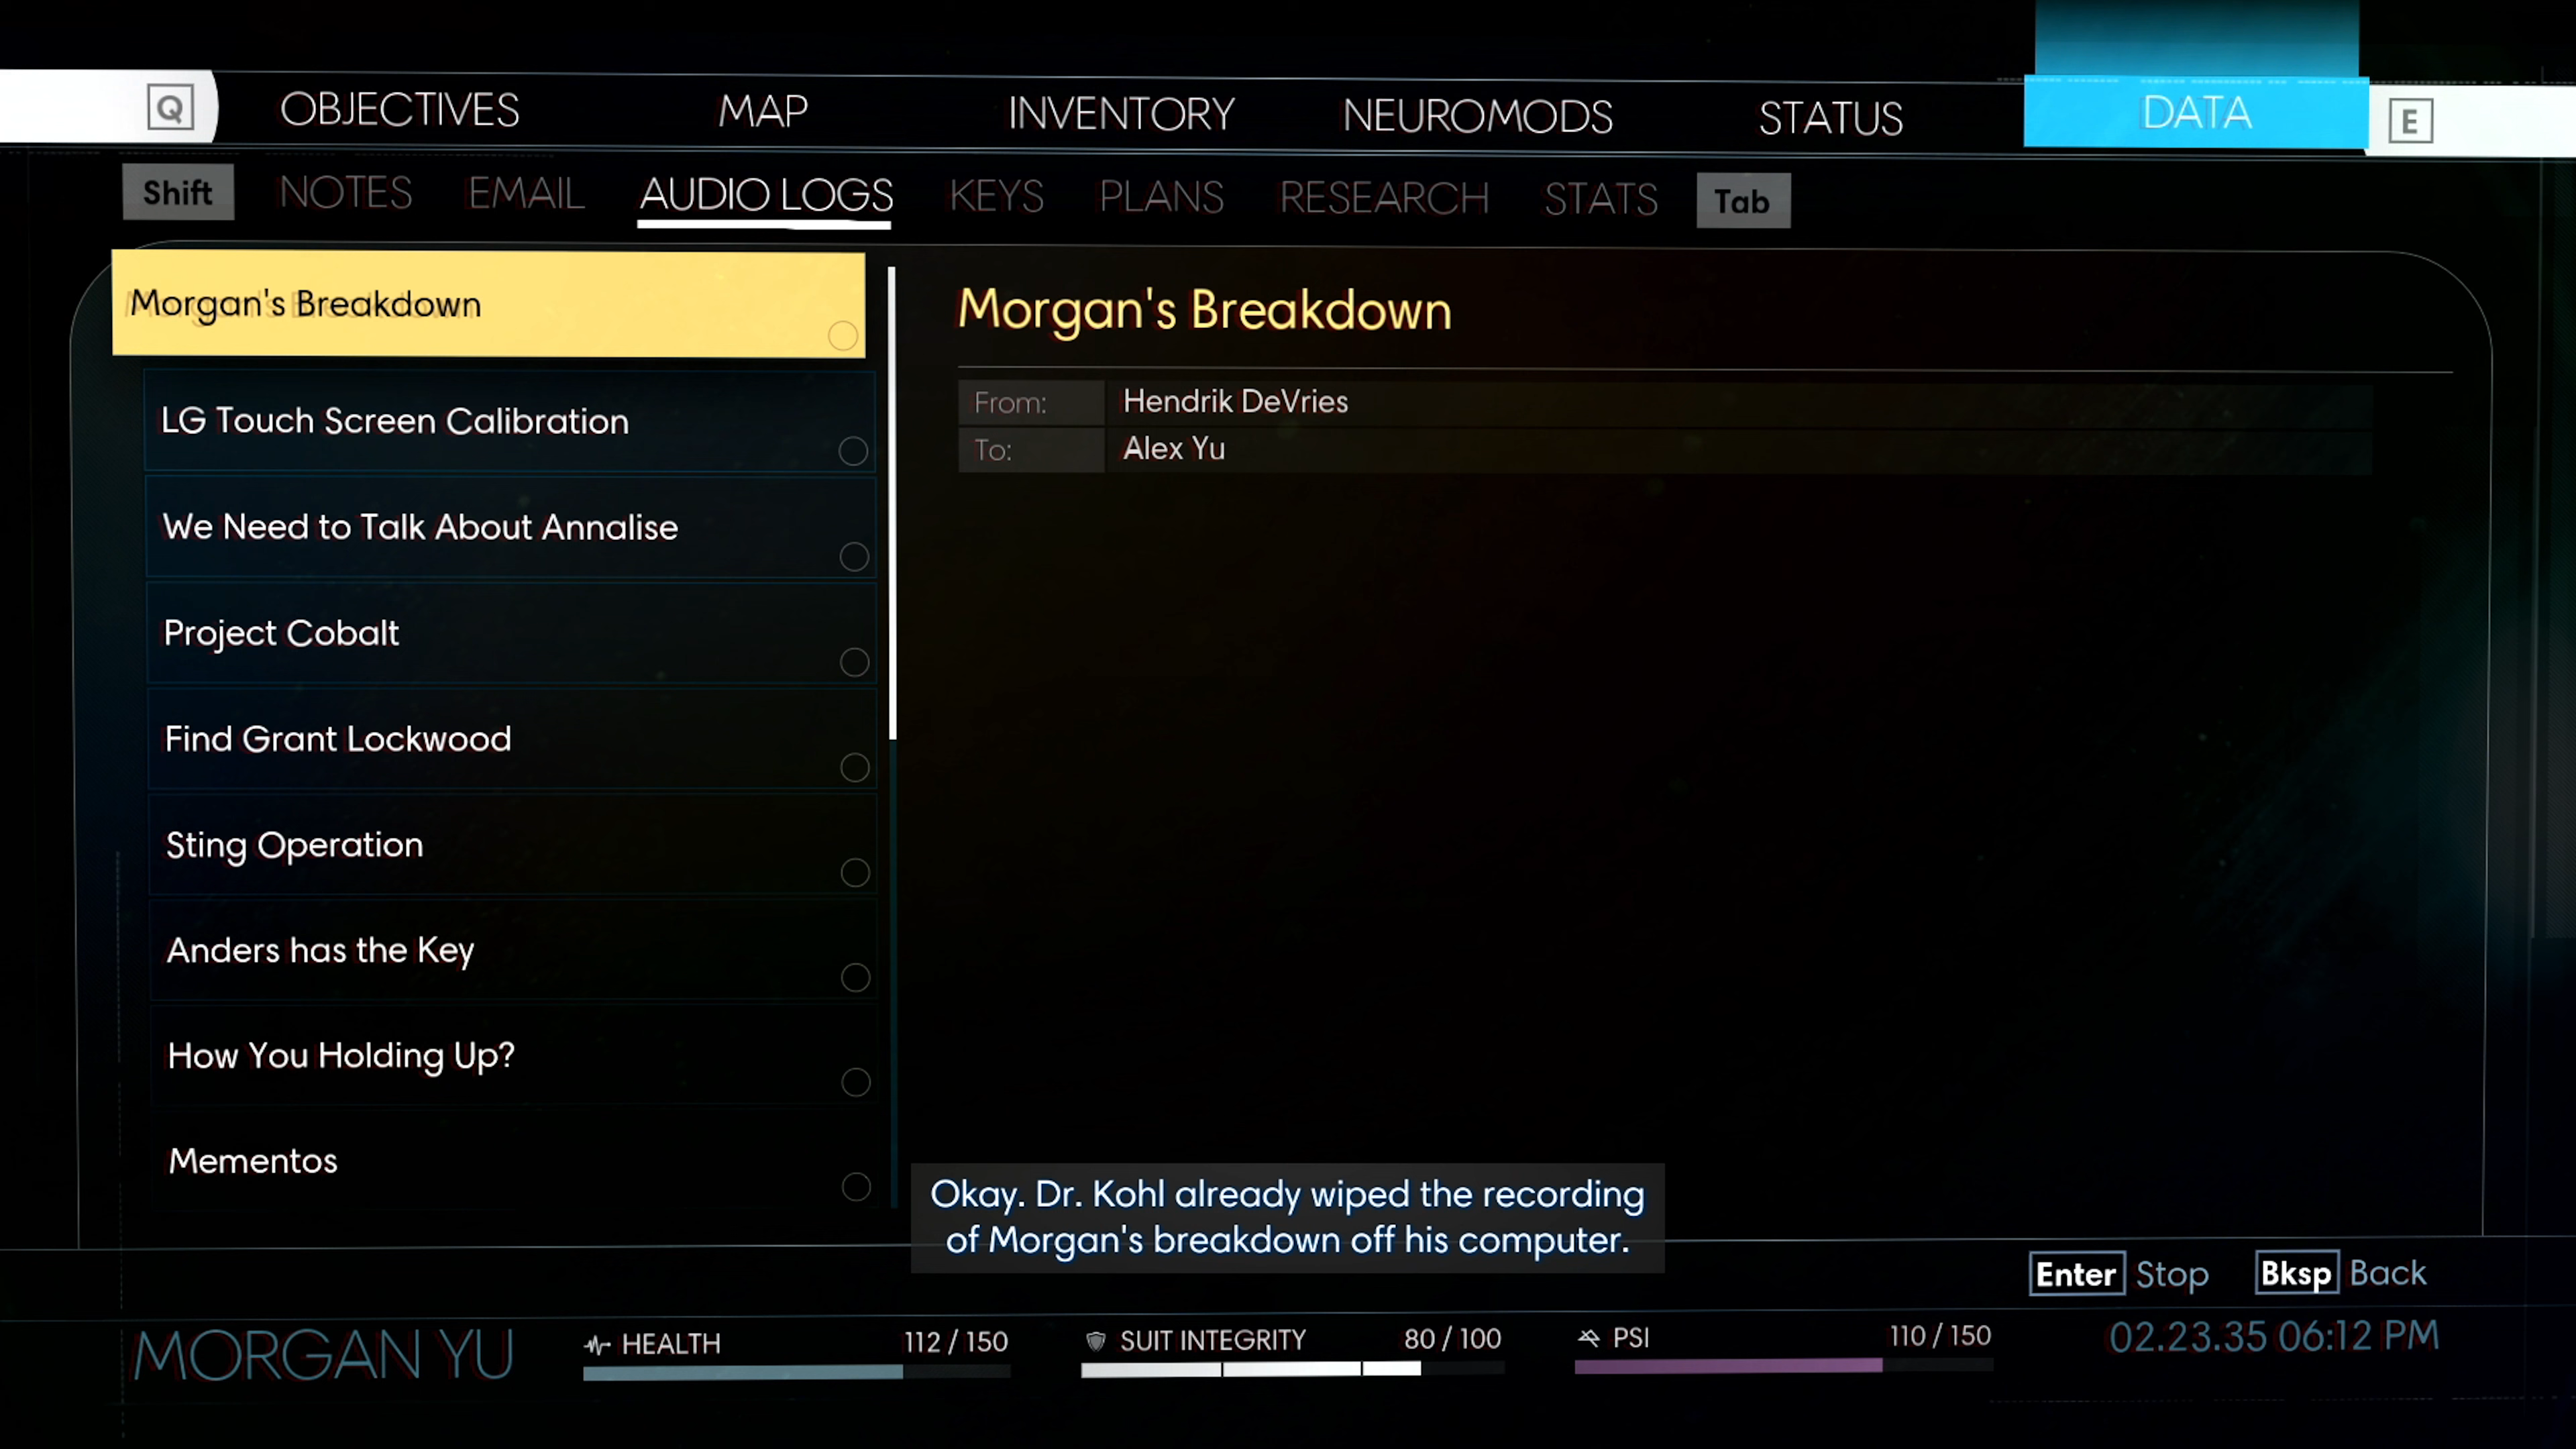 Q OBJECTIVES MAP INVENTORY NEUROMODS STATUS DATA E
Shift NOTES EMAIL AUDIO LOGS KEYS PLANS RESEARCH STATS Tab
Morgan's Breakdown
LG Touch Screen Calibration
We Need to Talk About Annalise
Project Cobalt
Find Grant Lockwood
Sting Operation
Anders has the Key
How You Holding Up?
Mementos
Morgan's Breakdown
From: Hendrik DeVries
To: Alex Yu
Okay. Dr. Kohl already wiped the recording
of Morgan's breakdown off his computer.
Enter Stop Bksp Back
MORGAN YU HEALTH 112 / 150 SUIT INTEGRITY 80 / 100 PSI 110 / 150 02.23.35 06:12 PM